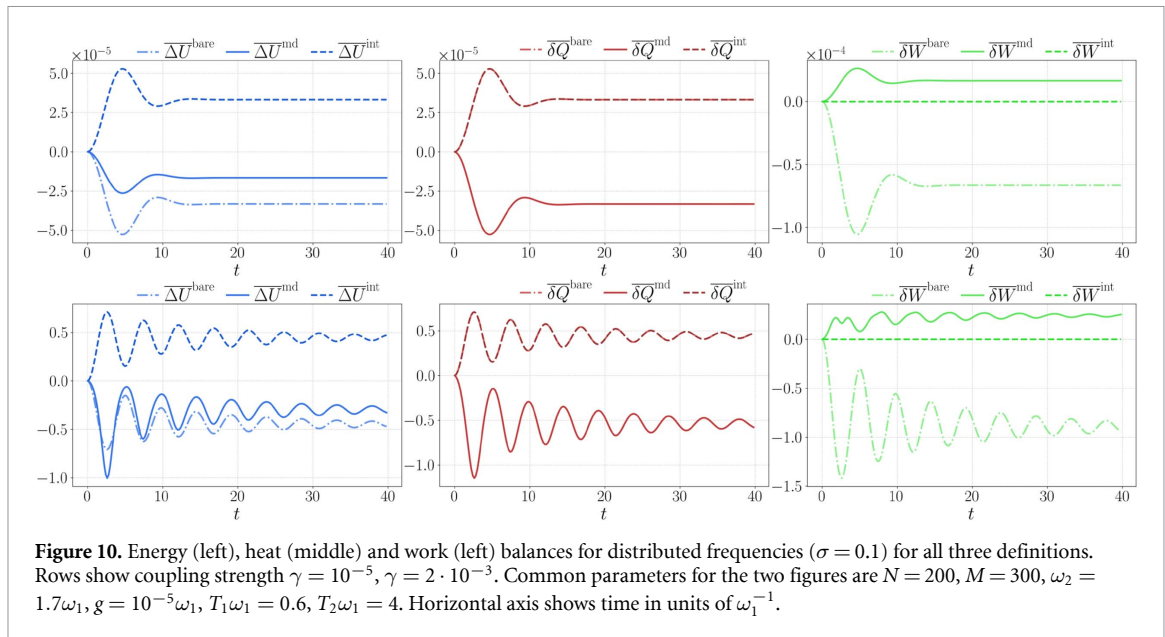 ×10⁻⁵ ΔU̅ᵇᵃʳᵉ ΔU̅ᵐᵈ ΔU̅ⁱⁿᵗ
5.0
2.5
0.0
−2.5
−5.0
0 10 20 30 40
t
×10⁻⁵ δQ̅ᵇᵃʳᵉ δQ̅ᵐᵈ δQ̅ⁱⁿᵗ
5.0
2.5
0.0
−2.5
−5.0
0 10 20 30 40
t
×10⁻⁴ δW̅ᵇᵃʳᵉ δW̅ᵐᵈ δW̅ⁱⁿᵗ
0.0
−0.5
−1.0
0 10 20 30 40
t
ΔU̅ᵇᵃʳᵉ ΔU̅ᵐᵈ ΔU̅ⁱⁿᵗ
0.5
0.0
−0.5
−1.0
0 10 20 30 40
t
δQ̅ᵇᵃʳᵉ δQ̅ᵐᵈ δQ̅ⁱⁿᵗ
0.5
0.0
−0.5
−1.0
0 10 20 30 40
t
δW̅ᵇᵃʳᵉ δW̅ᵐᵈ δW̅ⁱⁿᵗ
0.0
−0.5
−1.0
−1.5
0 10 20 30 40
t
Figure 10. Energy (left), heat (middle) and work (left) balances for distributed frequencies (σ = 0.1) for all three definitions.
Rows show coupling strength γ = 10⁻⁵, γ = 2 · 10⁻³. Common parameters for the two figures are N = 200, M = 300, ω₂ =
1.7ω₁, g = 10⁻⁵ω₁, T₁ω₁ = 0.6, T₂ω₁ = 4. Horizontal axis shows time in units of ω₁⁻¹.